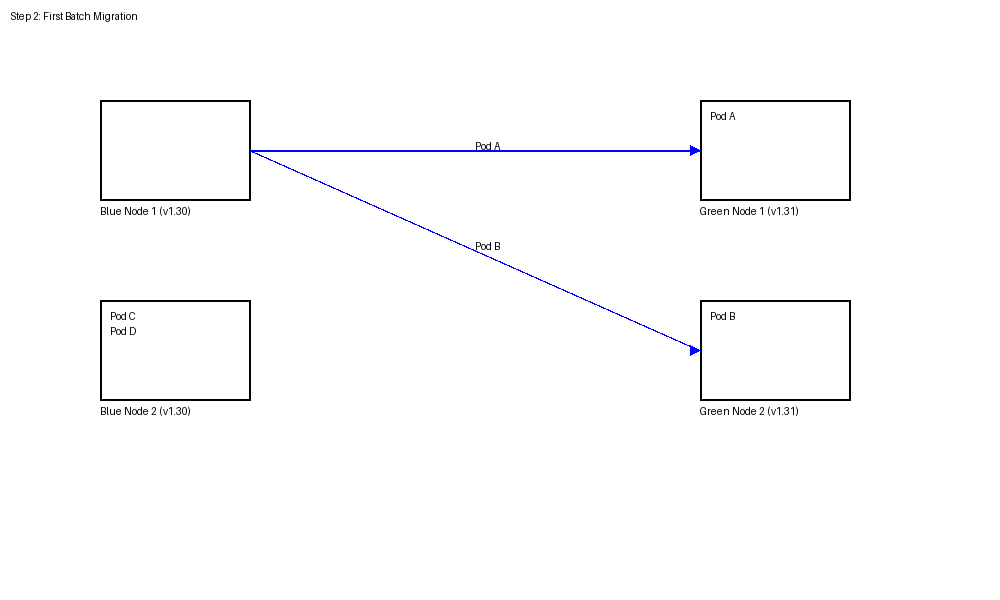 Step 2: First Batch Migration
Pod A
Pod A
Blue Node 1 (v1.30)
Green Node 1 (v1.31)
Pod B
Pod C
Pod D
Pod B
Blue Node 2 (v1.30)
Green Node 2 (v1.31)